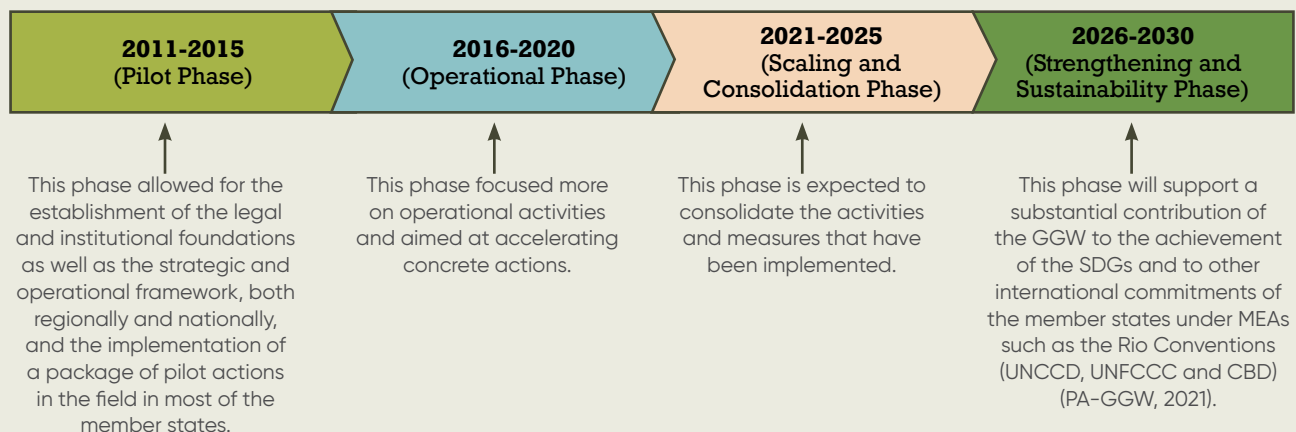 2011-2015
(Pilot Phase)
2016-2020
(Operational Phase)
2021-2025
(Scaling and
Consolidation Phase)
2026-2030
(Strengthening and
Sustainability Phase)
This phase allowed for the
establishment of the legal
and institutional foundations
as well as the strategic and
operational framework, both
regionally and nationally,
and the implementation of
a package of pilot actions
in the field in most of the
member states.
This phase focused more
on operational activities
and aimed at accelerating
concrete actions.
This phase is expected to
consolidate the activities
and measures that have
been implemented.
This phase will support a
substantial contribution of
the GGW to the achievement
of the SDGs and to other
international commitments of
the member states under MEAs
such as the Rio Conventions
(UNCCD, UNFCCC and CBD)
(PA-GGW, 2021).